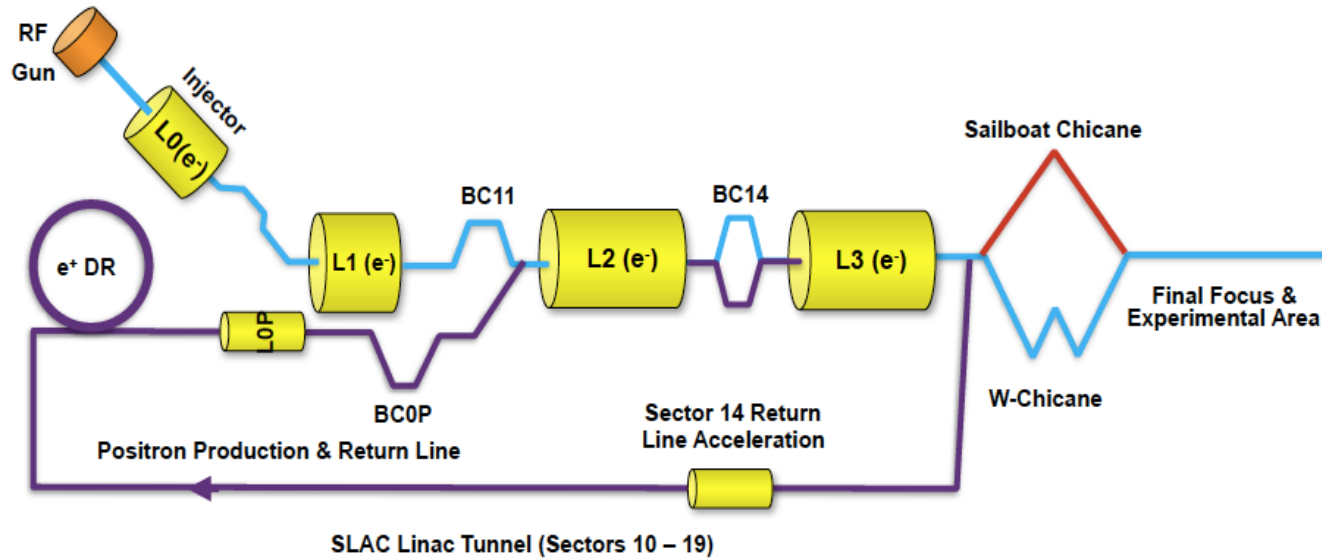 RF
Gun
Injector
L0(e-)
Sailboat Chicane
BC11
BC14
e+ DR
L1 (e-)
L2 (e-)
L3 (e-)
Final Focus &
Experimental Area
L0P
BC0P
W-Chicane
Sector 14 Return
Line Acceleration
Positron Production & Return Line
SLAC Linac Tunnel (Sectors 10 – 19)